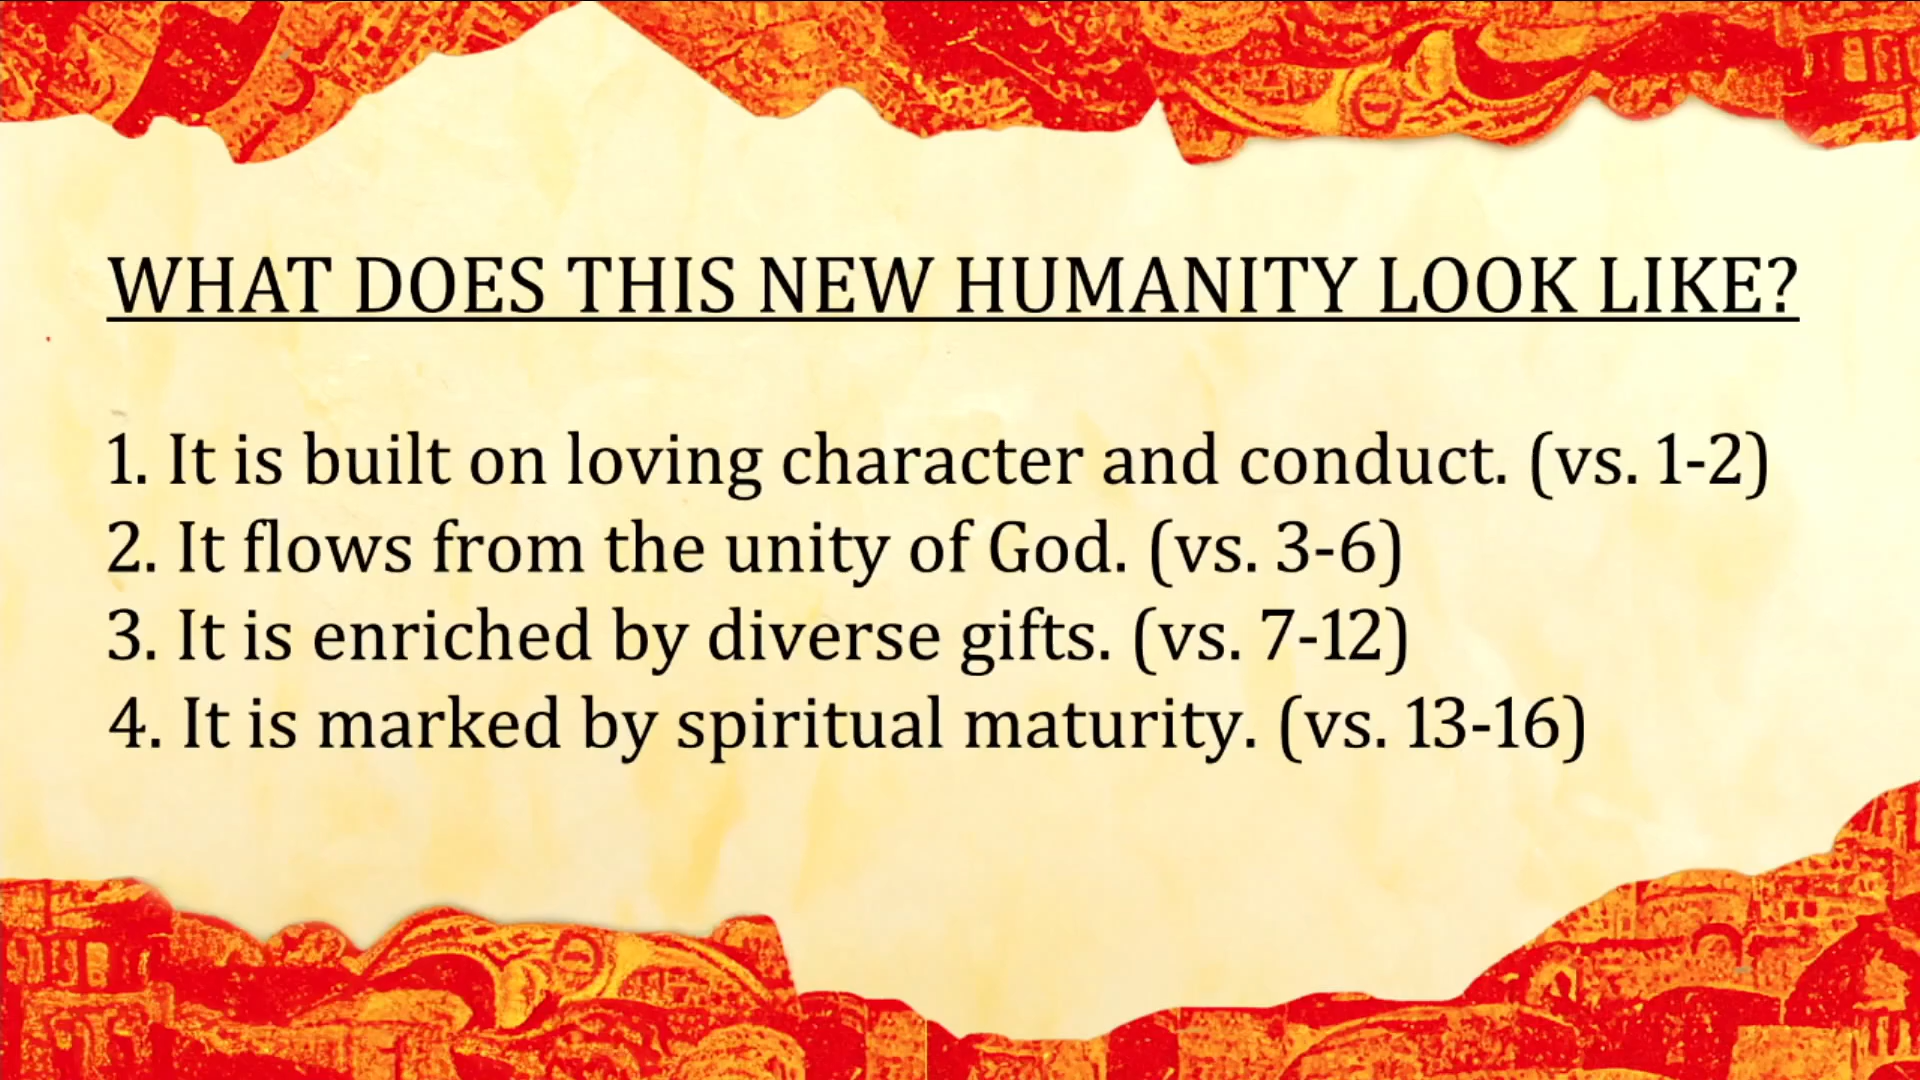 WHAT DOES THIS NEW HUMANITY LOOK LIKE?
1. It is built on loving character and conduct. (vs. 1-2)
2. It flows from the unity of God. (vs. 3-6)
3. It is enriched by diverse gifts. (vs. 7-12)
4. It is marked by spiritual maturity. (vs. 13-16)